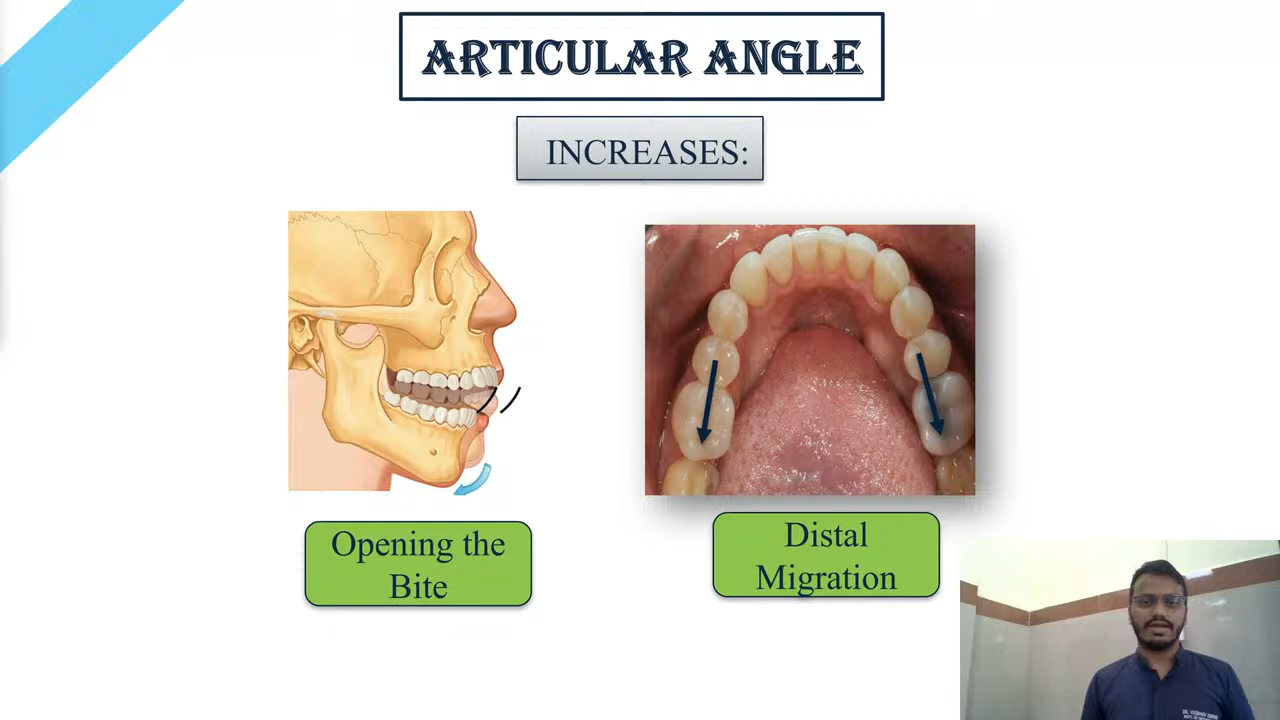 ARTICULAR ANGLE
INCREASES:
Opening the
Bite
Distal
Migration